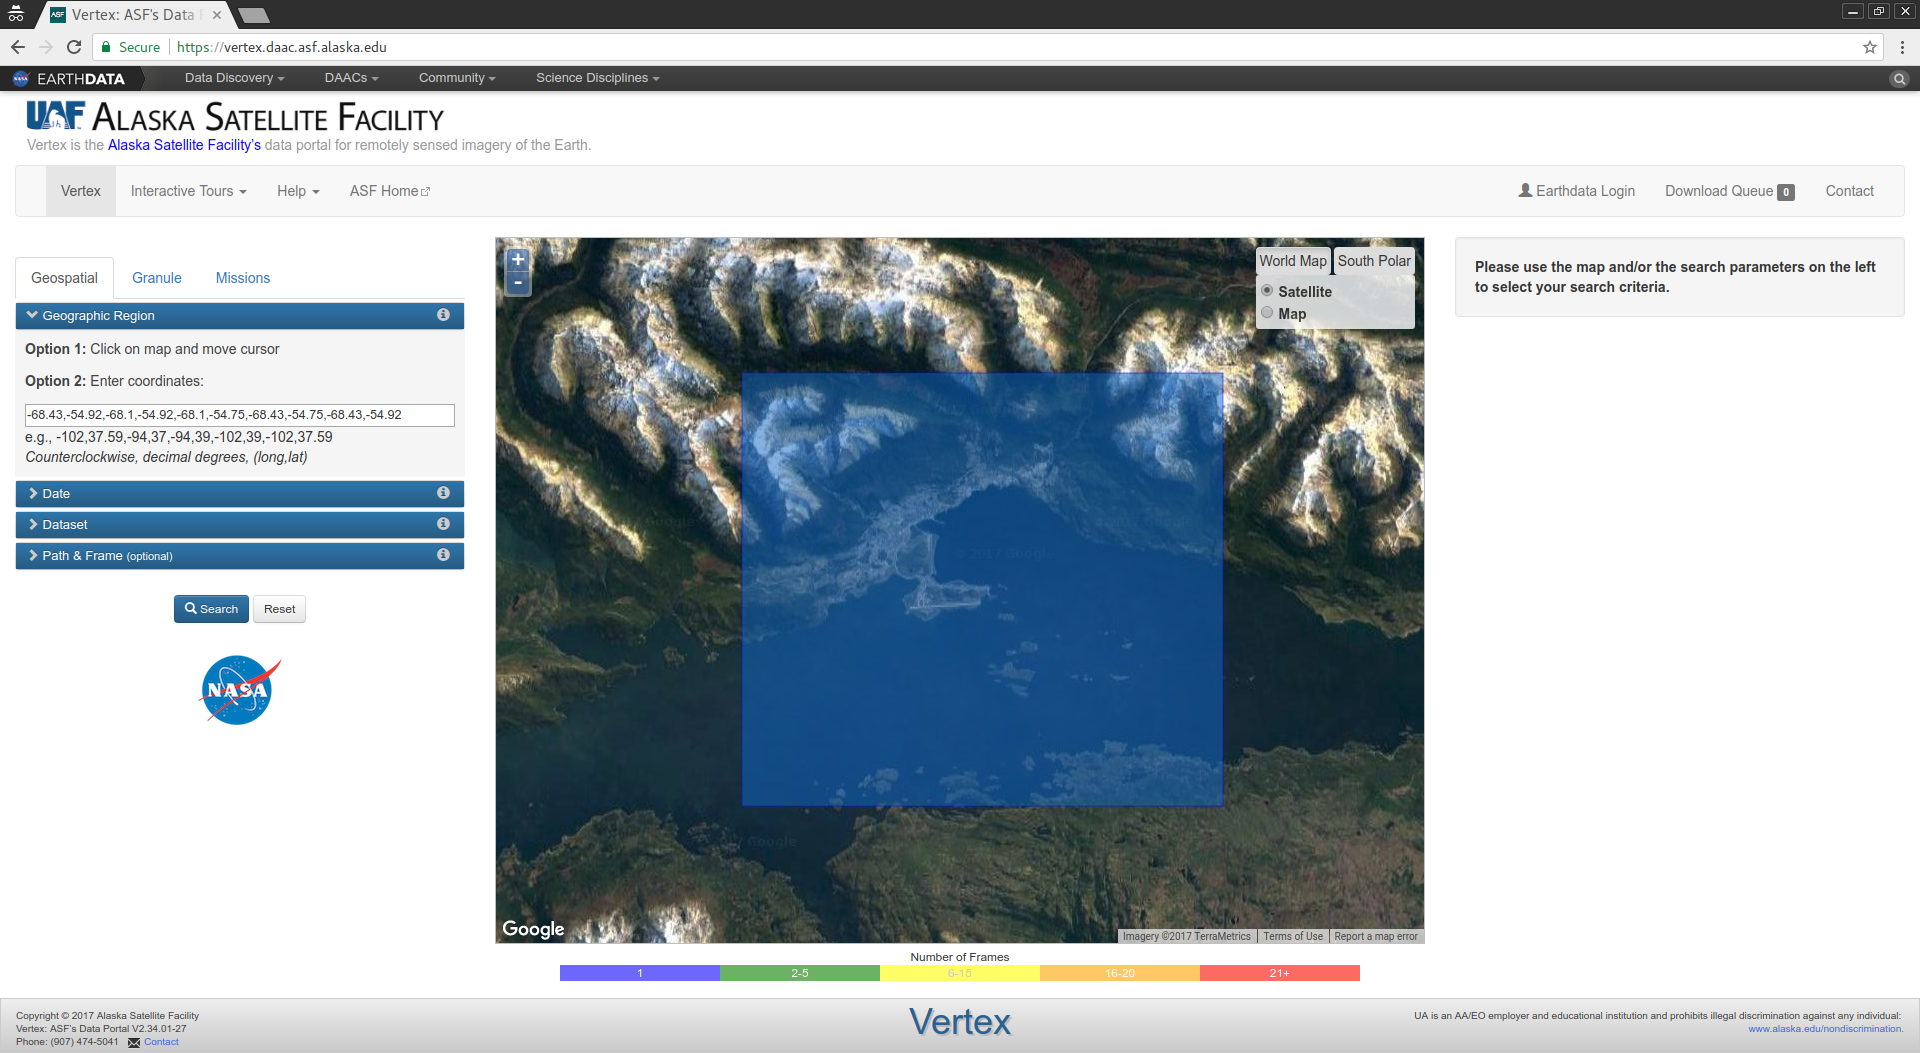 Vertex: ASF's Data
Secure https://vertex.daac.asf.alaska.edu
NASA EARTHDATA Data Discovery DAACs Community Science Disciplines
UAF ALASKA SATELLITE FACILITY
Vertex is the Alaska Satellite Facility's data portal for remotely sensed imagery of the Earth.
Vertex Interactive Tours Help ASF Home Earthdata Login Download Queue 0 Contact
Geospatial Granule Missions
Geographic Region
Option 1: Click on map and move cursor
Option 2: Enter coordinates:
-68.43,-54.92,-68.1,-54.92,-68.1,-54.75,-68.43,-54.75,-68.43,-54.92
e.g., -102,37.59,-94,37,-94,39,-102,39,-102,37.59
Counterclockwise, decimal degrees, (long,lat)
Date
Dataset
Path & Frame (optional)
Search Reset
NASA
+
-
World Map South Polar
Satellite
Map
Google
Imagery ©2017 TerraMetrics Terms of Use Report a map error
Number of Frames
1 2-5 6-15 16-20 21+
Please use the map and/or the search parameters on the left
to select your search criteria.
Copyright © 2017 Alaska Satellite Facility
Vertex: ASF's Data Portal V2.34.01-27
Phone: (907) 474-5041 Contact
Vertex
UA is an AA/EO employer and educational institution and prohibits illegal discrimination against any individual:
www.alaska.edu/nondiscrimination.